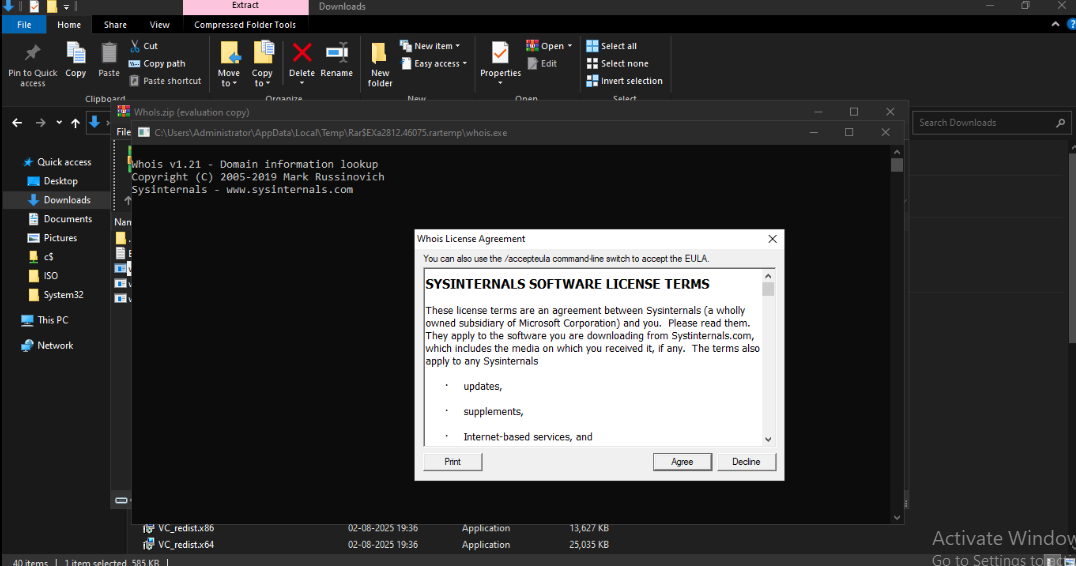 Extract
Downloads
File
Home
Share
View
Compressed Folder Tools
Pin to Quick
access
Copy
Paste
Cut
Copy path
Paste shortcut
Clipboard
Move
to
Copy
to
Delete
Rename
Organize
New
folder
New item
Easy access
New
Properties
Open
Edit
Open
Select all
Select none
Invert selection
Select
WhoIs.zip (evaluation copy)
Search Downloads
File
C:\Users\Administrator\AppData\Local\Temp\Rar$EXa2812.46075.rartemp\whois.exe
Whois v1.21 - Domain information lookup
Copyright (C) 2005-2019 Mark Russinovich
Sysinternals - www.sysinternals.com
Quick access
Desktop
Downloads
Documents
Pictures
c$
ISO
System32
This PC
Network
Whois License Agreement
You can also use the /accepteula command-line switch to accept the EULA.
SYSINTERNALS SOFTWARE LICENSE TERMS
These license terms are an agreement between Sysinternals (a wholly
owned subsidiary of Microsoft Corporation) and you. Please read them.
They apply to the software you are downloading from Systinternals.com,
which includes the media on which you received it, if any. The terms also
apply to any Sysinternals
· updates,
· supplements,
· Internet-based services, and
Print
Agree
Decline
VC_redist.x86 02-08-2025 19:36 Application 13,627 KB
VC_redist.x64 02-08-2025 19:36 Application 25,035 KB
40 items
1 item selected 585 KB
Activate Window
Go to Settings to acti